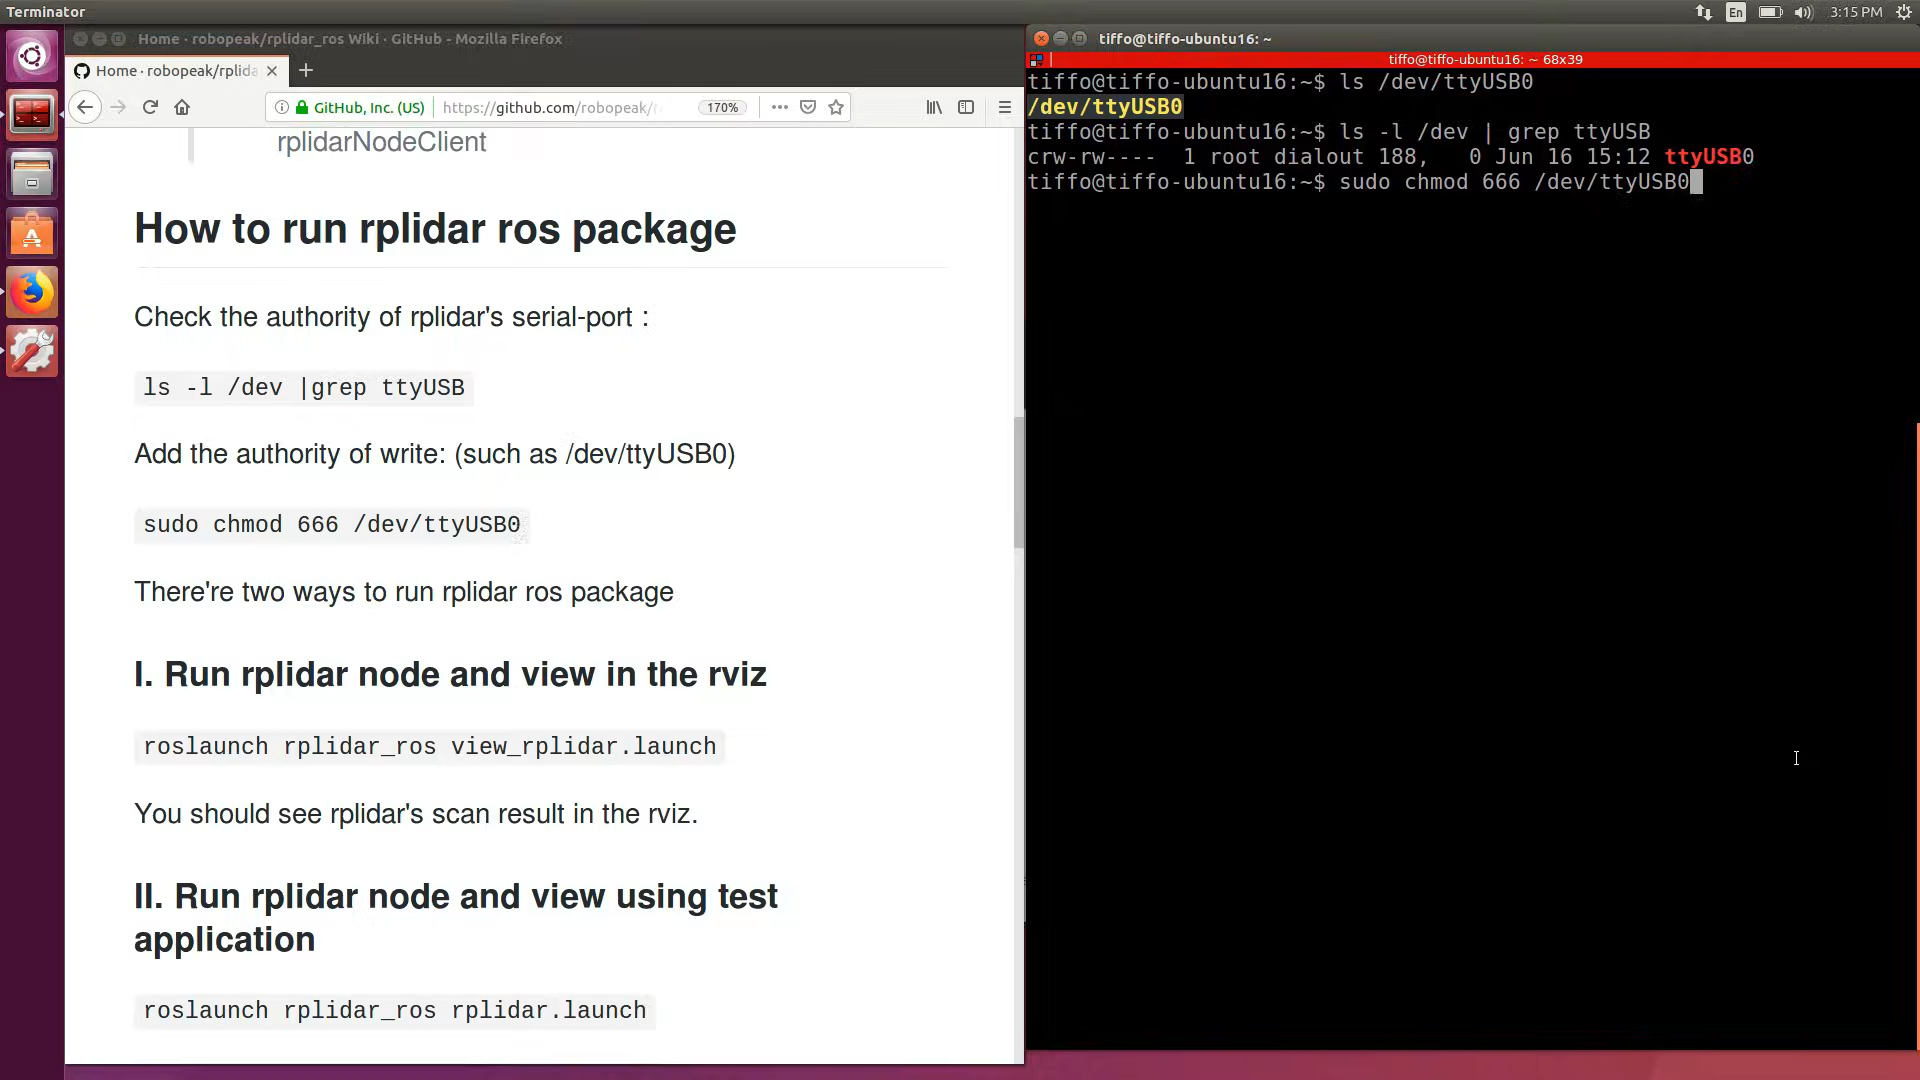 Terminator
En
3:15 PM
Home · robopeak/rplidar_ros Wiki · GitHub - Mozilla Firefox
Home · robopeak/rplida
GitHub, Inc. (US)
https://github.com/robopeak/r
170%
rplidarNodeClient
How to run rplidar ros package
Check the authority of rplidar's serial-port :
ls -l /dev |grep ttyUSB
Add the authority of write: (such as /dev/ttyUSB0)
sudo chmod 666 /dev/ttyUSB0
There're two ways to run rplidar ros package
I. Run rplidar node and view in the rviz
roslaunch rplidar_ros view_rplidar.launch
You should see rplidar's scan result in the rviz.
II. Run rplidar node and view using test
application
roslaunch rplidar_ros rplidar.launch
tiffo@tiffo-ubuntu16: ~
tiffo@tiffo-ubuntu16: ~ 68x39
tiffo@tiffo-ubuntu16:~$ ls /dev/ttyUSB0
/dev/ttyUSB0
tiffo@tiffo-ubuntu16:~$ ls -l /dev | grep ttyUSB
crw-rw---- 1 root dialout 188, 0 Jun 16 15:12 ttyUSB0
tiffo@tiffo-ubuntu16:~$ sudo chmod 666 /dev/ttyUSB0